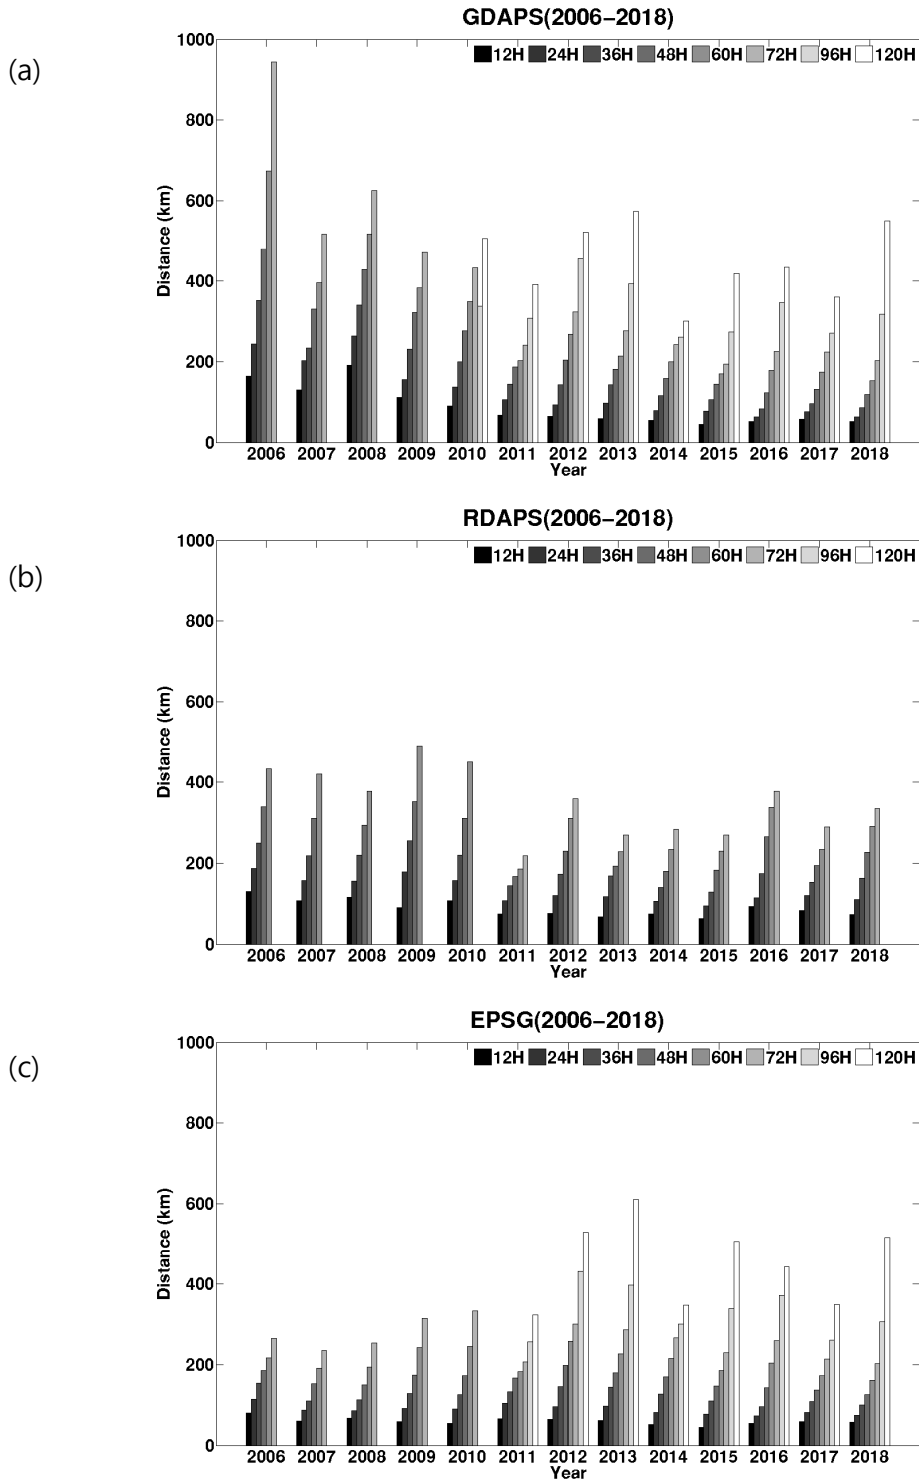 (a)
GDAPS(2006–2018)
12H 24H 36H 48H 60H 72H 96H 120H
Distance (km)
1000
800
600
400
200
0
2006 2007 2008 2009 2010 2011 2012 2013 2014 2015 2016 2017 2018
Year
(b)
RDAPS(2006–2018)
12H 24H 36H 48H 60H 72H 96H 120H
Distance (km)
1000
800
600
400
200
0
2006 2007 2008 2009 2010 2011 2012 2013 2014 2015 2016 2017 2018
Year
(c)
EPSG(2006–2018)
12H 24H 36H 48H 60H 72H 96H 120H
Distance (km)
1000
800
600
400
200
0
2006 2007 2008 2009 2010 2011 2012 2013 2014 2015 2016 2017 2018
Year